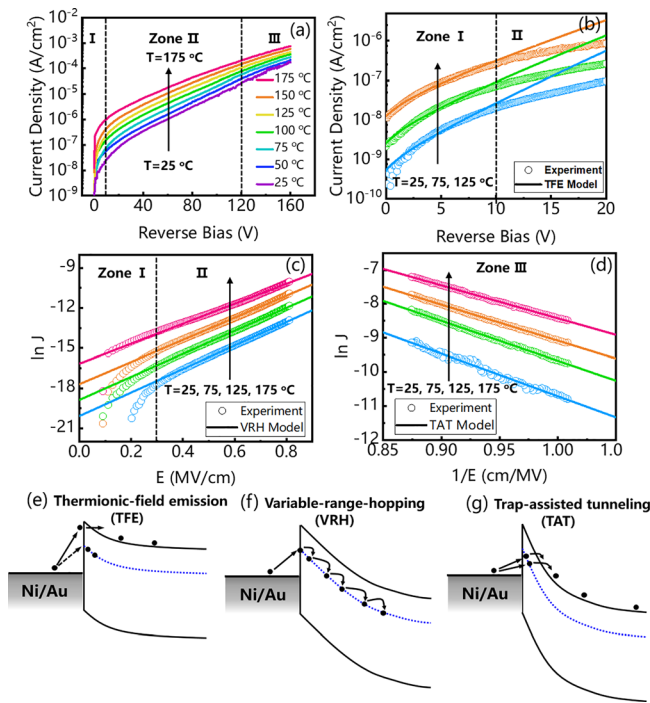 (a)
I
Zone II
III
T=175 ℃
T=25 ℃
175 ℃
150 ℃
125 ℃
100 ℃
75 ℃
50 ℃
25 ℃
10⁻²
10⁻³
10⁻⁴
10⁻⁵
10⁻⁶
10⁻⁷
10⁻⁸
10⁻⁹
0 40 80 120 160
Current Density (A/cm²)
Reverse Bias (V)
(b)
Zone I
II
10⁻⁵
10⁻⁶
10⁻⁷
10⁻⁸
10⁻⁹
10⁻¹⁰
T=25, 75, 125 ℃
Experiment
TFE Model
0 5 10 15 20
Current Density (A/cm²)
Reverse Bias (V)
(c)
Zone I
II
-9
-12
-15
-18
-21
T=25, 75, 125, 175 ℃
Experiment
VRH Model
0.0 0.2 0.4 0.6 0.8
ln J
E (MV/cm)
(d)
Zone III
-7
-8
-9
-10
-11
-12
T=25, 75, 125, 175 ℃
Experiment
TAT Model
0.85 0.90 0.95 1.00 1.0
ln J
1/E (cm/MV)
(e) Thermionic-field emission
(TFE)
Ni/Au
(f) Variable-range-hopping
(VRH)
Ni/Au
(g) Trap-assisted tunneling
(TAT)
Ni/Au